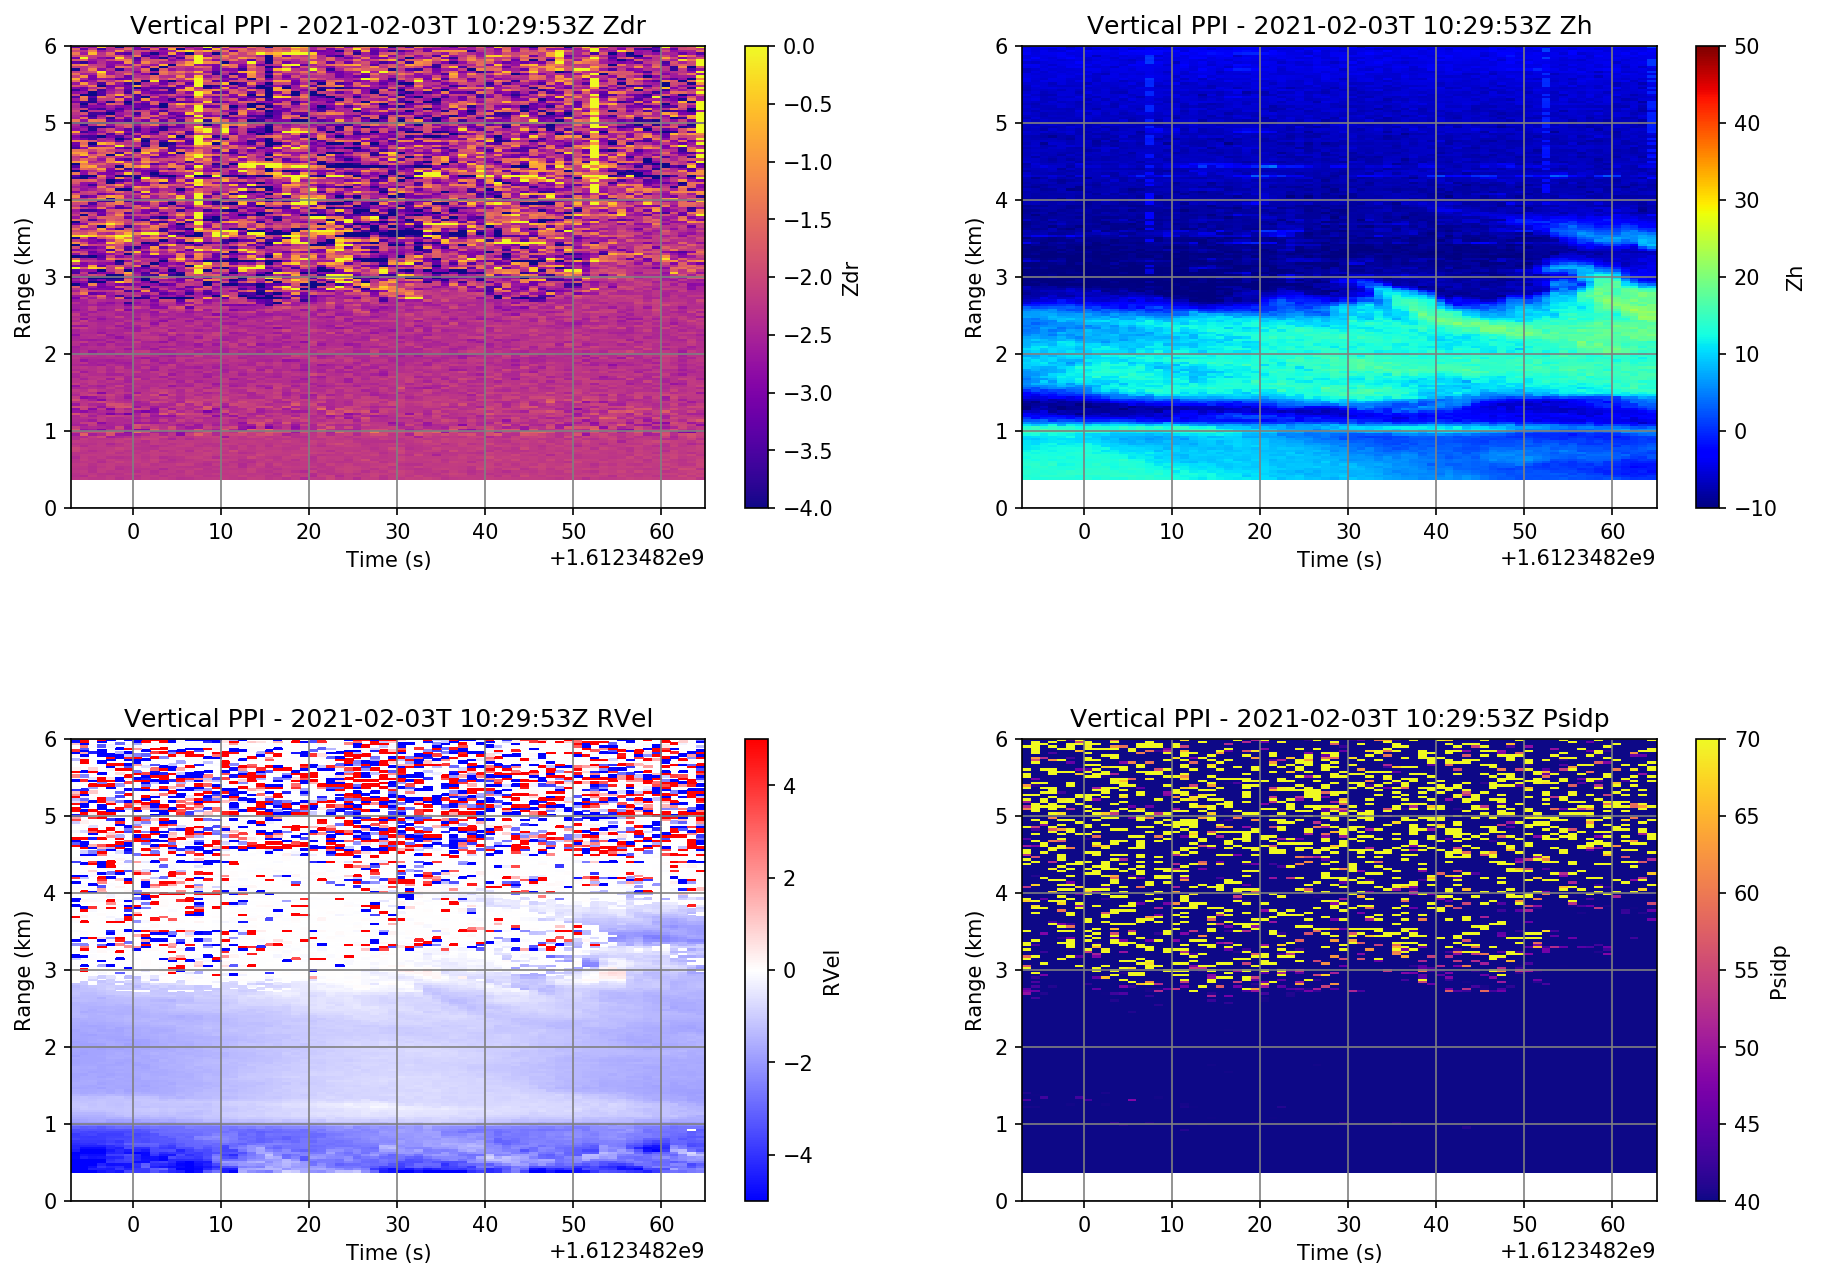 Vertical PPI - 2021-02-03T 10:29:53Z Zdr
6
5
4
3
2
1
0
Range (km)
0 10 20 30 40 50 60
Time (s)
+1.6123482e9
0.0
−0.5
−1.0
−1.5
−2.0
−2.5
−3.0
−3.5
−4.0
Zdr
Vertical PPI - 2021-02-03T 10:29:53Z Zh
6
5
4
3
2
1
0
Range (km)
0 10 20 30 40 50 60
Time (s)
+1.6123482e9
50
40
30
20
10
0
−10
Zh
Vertical PPI - 2021-02-03T 10:29:53Z RVel
6
5
4
3
2
1
0
Range (km)
0 10 20 30 40 50 60
Time (s)
+1.6123482e9
4
2
0
−2
−4
RVel
Vertical PPI - 2021-02-03T 10:29:53Z Psidp
6
5
4
3
2
1
0
Range (km)
0 10 20 30 40 50 60
Time (s)
+1.6123482e9
70
65
60
55
50
45
40
Psidp